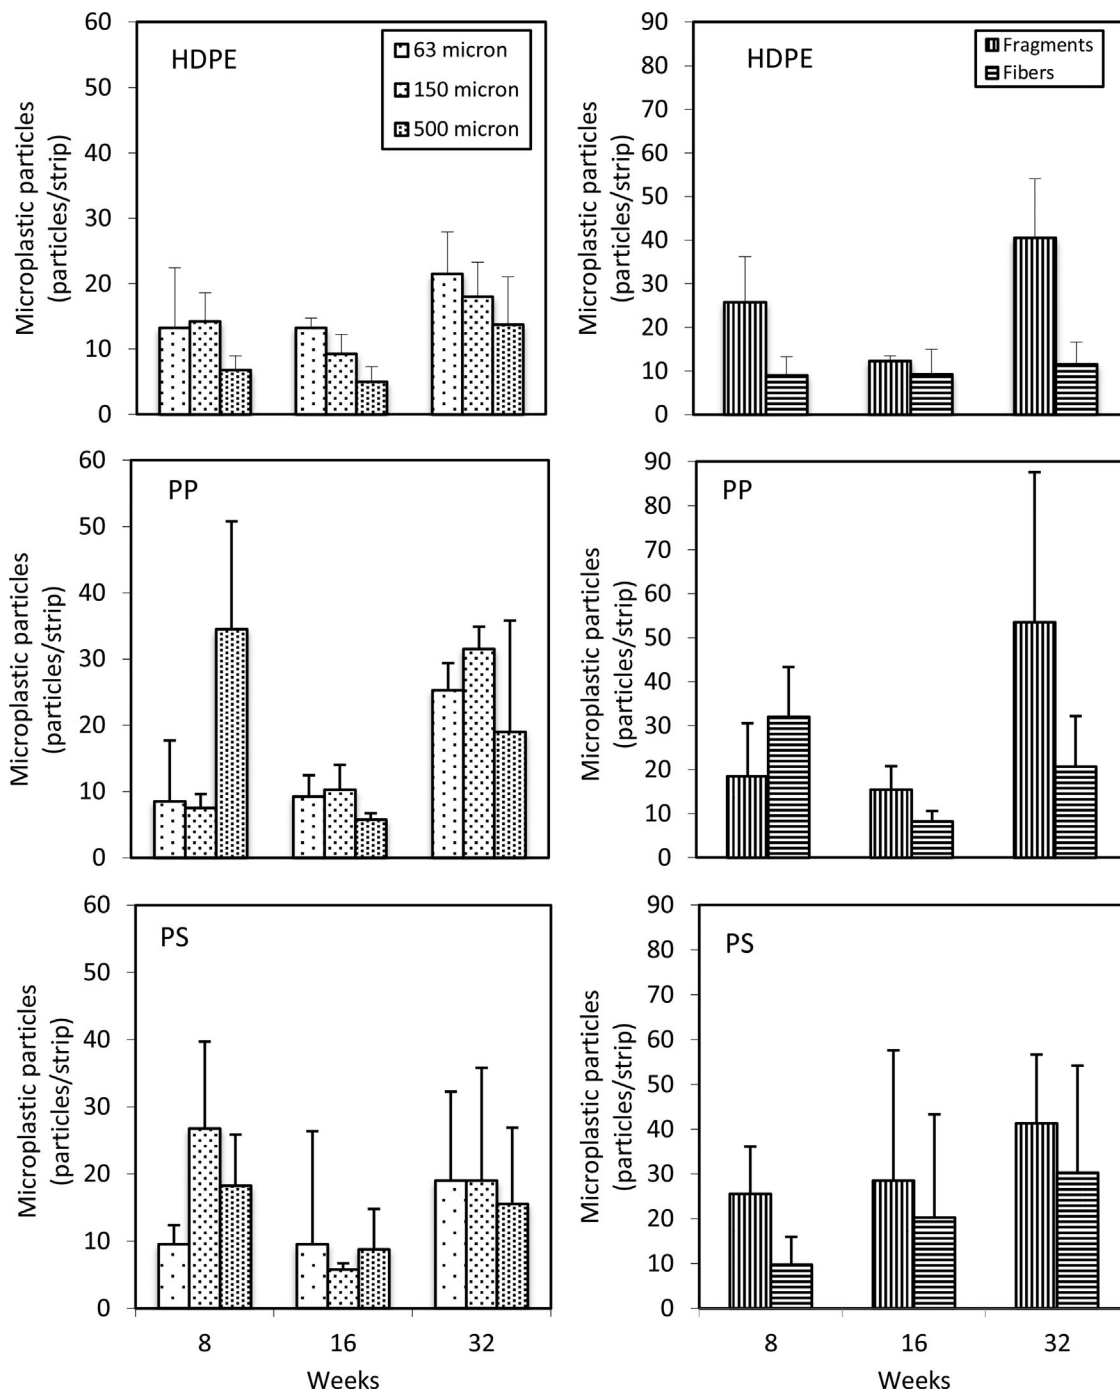 HDPE
63 micron
150 micron
500 micron
Microplastic particles
(particles/strip)
60
50
40
30
20
10
0
HDPE
Fragments
Fibers
Microplastic particles
(particles/strip)
90
80
70
60
50
40
30
20
10
0
PP
Microplastic particles
(particles/strip)
60
50
40
30
20
10
0
PP
Microplastic particles
(particles/strip)
90
80
70
60
50
40
30
20
10
0
PS
Microplastic particles
(particles/strip)
60
50
40
30
20
10
0
8 16 32
Weeks
PS
Microplastic particles
(particles/strip)
90
80
70
60
50
40
30
20
10
0
8 16 32
Weeks